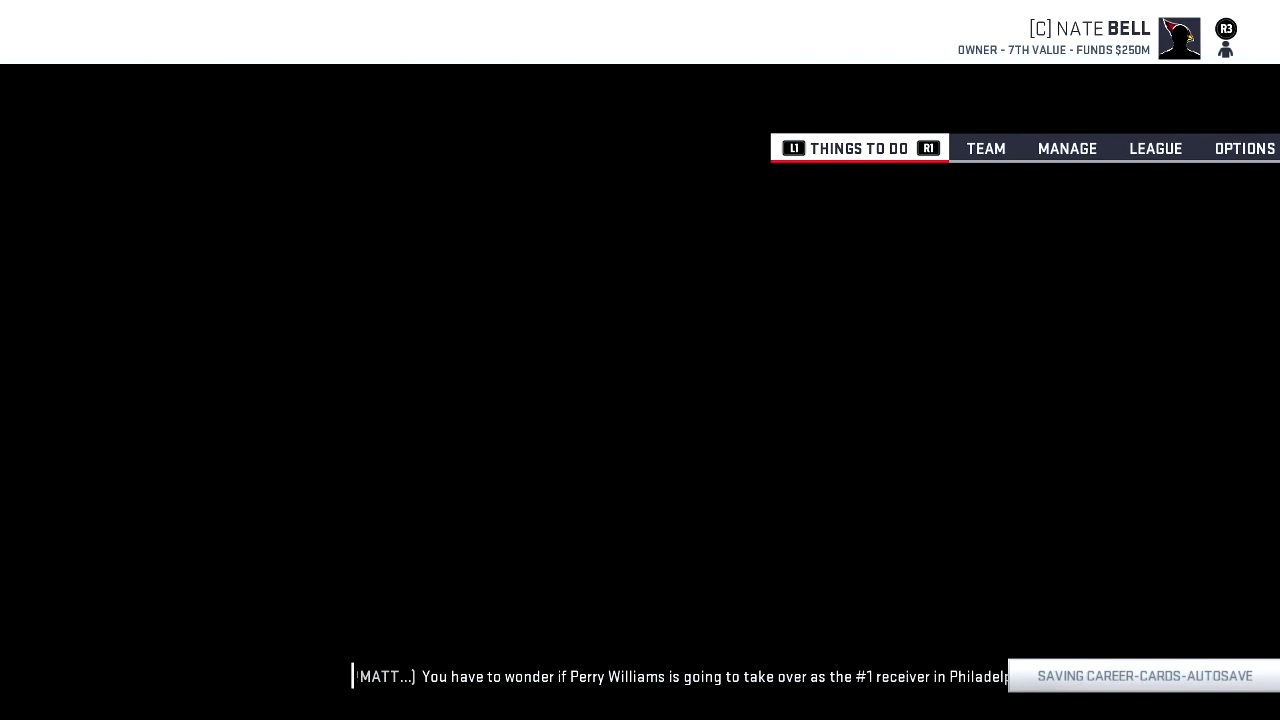 [C] NATE BELL
OWNER - 7TH VALUE - FUNDS $250M
R3
L1 THINGS TO DO R1 TEAM MANAGE LEAGUE OPTIONS
MATT...) You have to wonder if Perry Williams is going to take over as the #1 receiver in Philadelp
SAVING CAREER-CARDS-AUTOSAVE